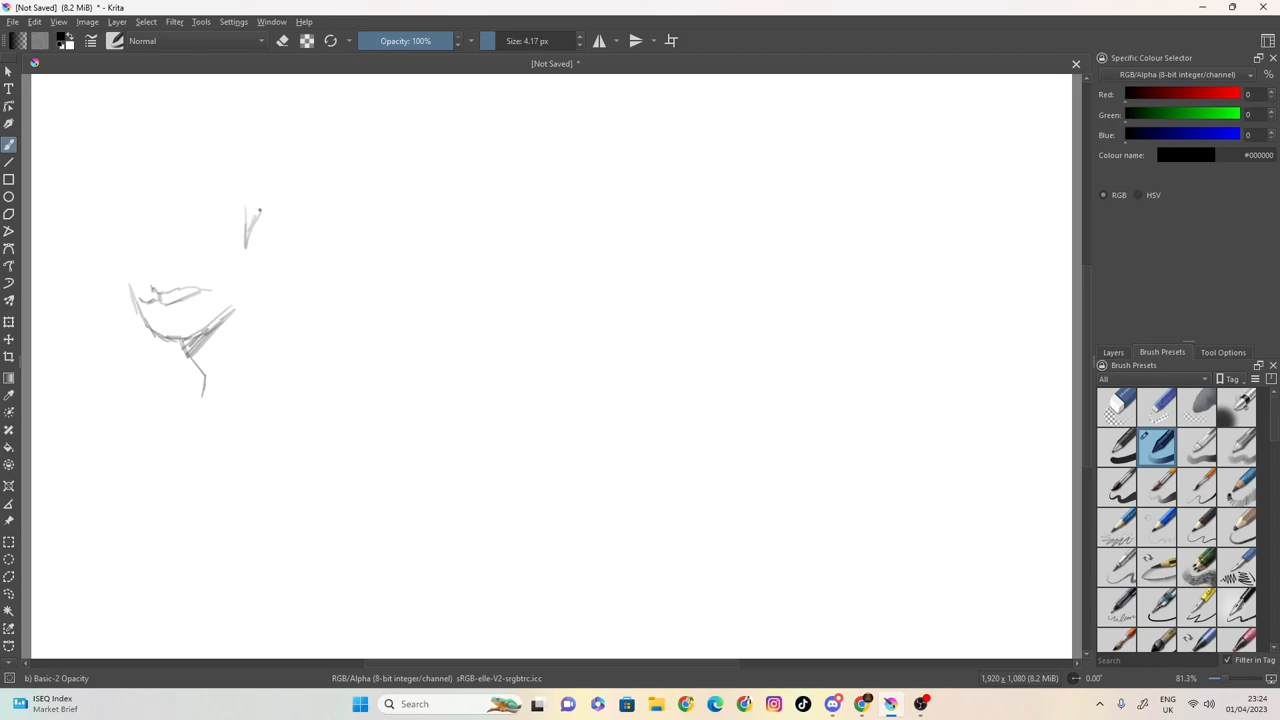 [Not Saved] (8.2 MiB) * - Krita
File Edit View Image Layer Select Filter Tools Settings Window Help
Normal Opacity: 100% Size: 4.17 px
[Not Saved] *
Specific Colour Selector
RGB/Alpha (8-bit integer/channel) %
Red: 0
Green: 0
Blue: 0
Colour name: #000000
RGB HSV
Layers Brush Presets Tool Options
Brush Presets
All Tag
Search Filter in Tag
b) Basic-2 Opacity RGB/Alpha (8-bit integer/channel) sRGB-elle-V2-srgbtrc.icc 1,920 x 1,080 (8.2 MiB) 0.00° 81.3%
ISEQ Index
Market Brief
Search
ENG
UK
23:24
01/04/2023